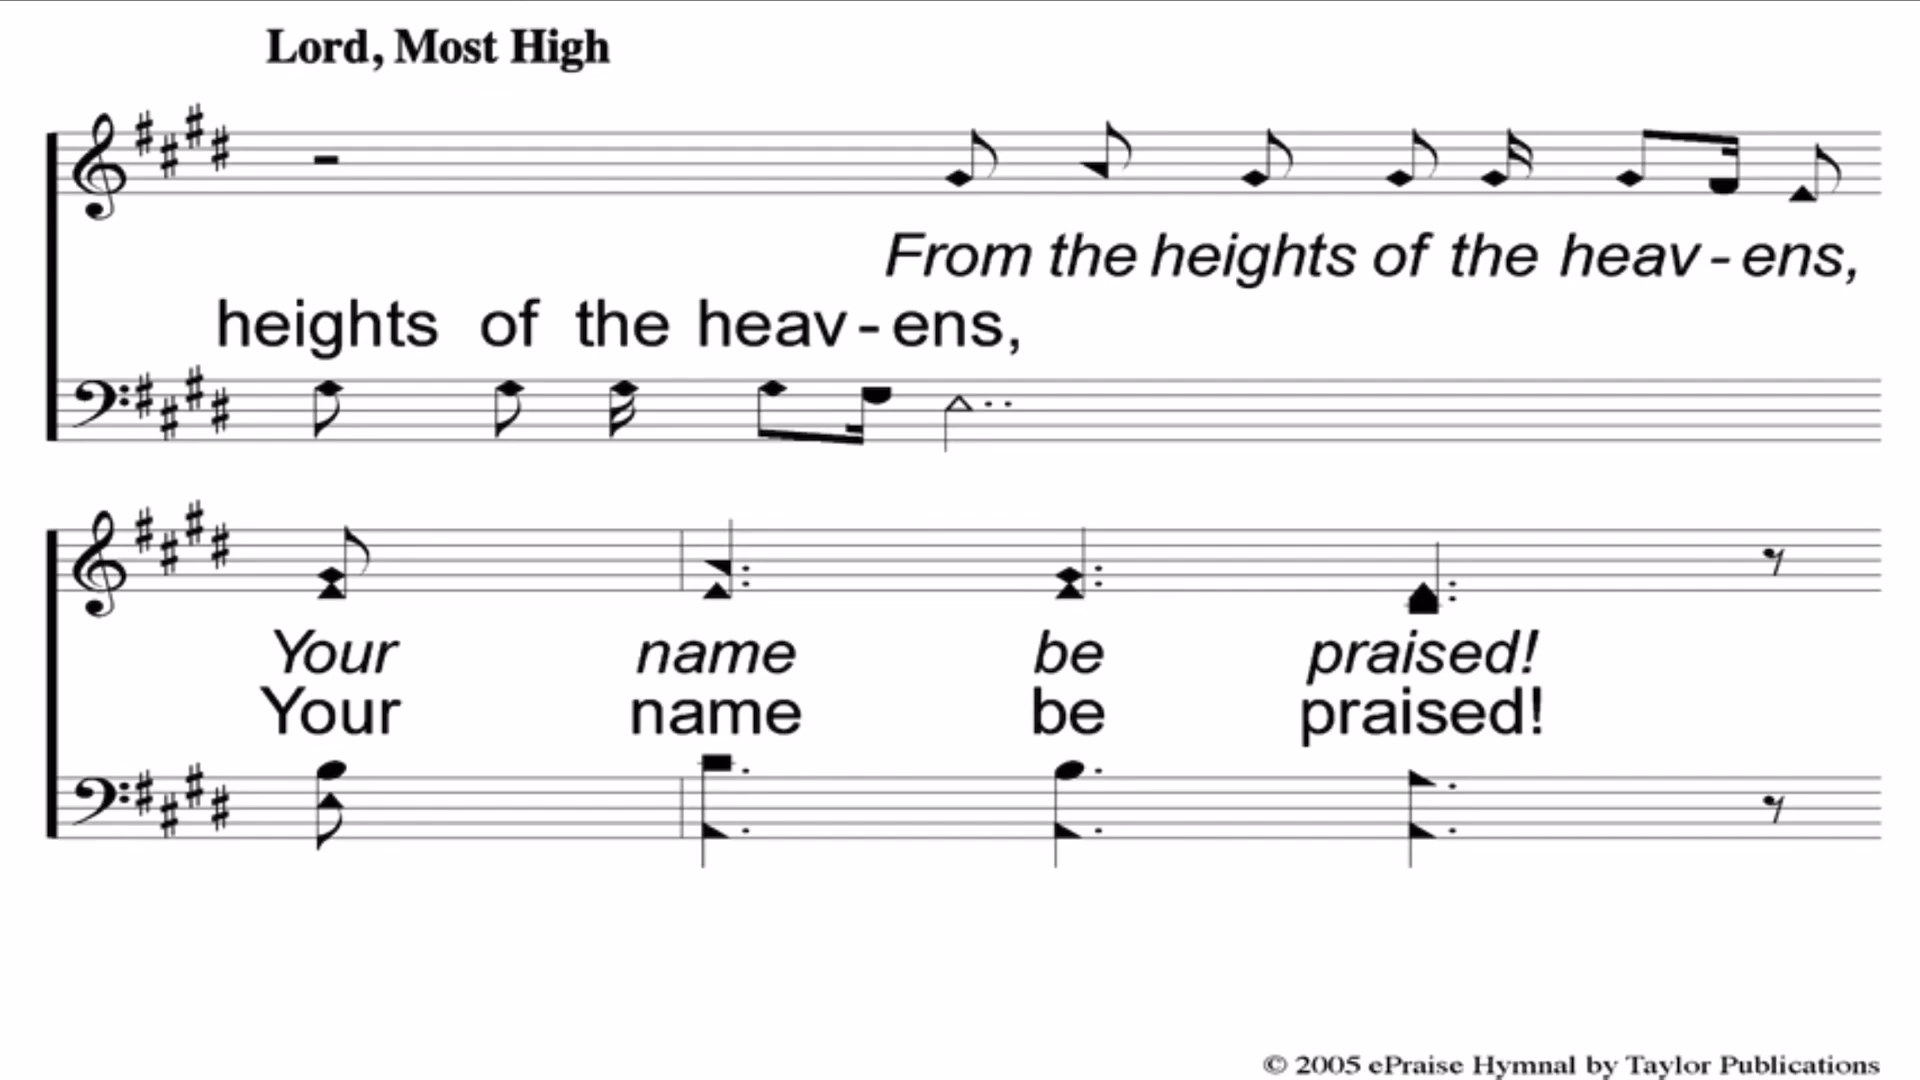 Lord, Most High
From the heights of the heav - ens,
heights of the heav - ens,
Your name be praised!
Your name be praised!
© 2005 ePraise Hymnal by Taylor Publications